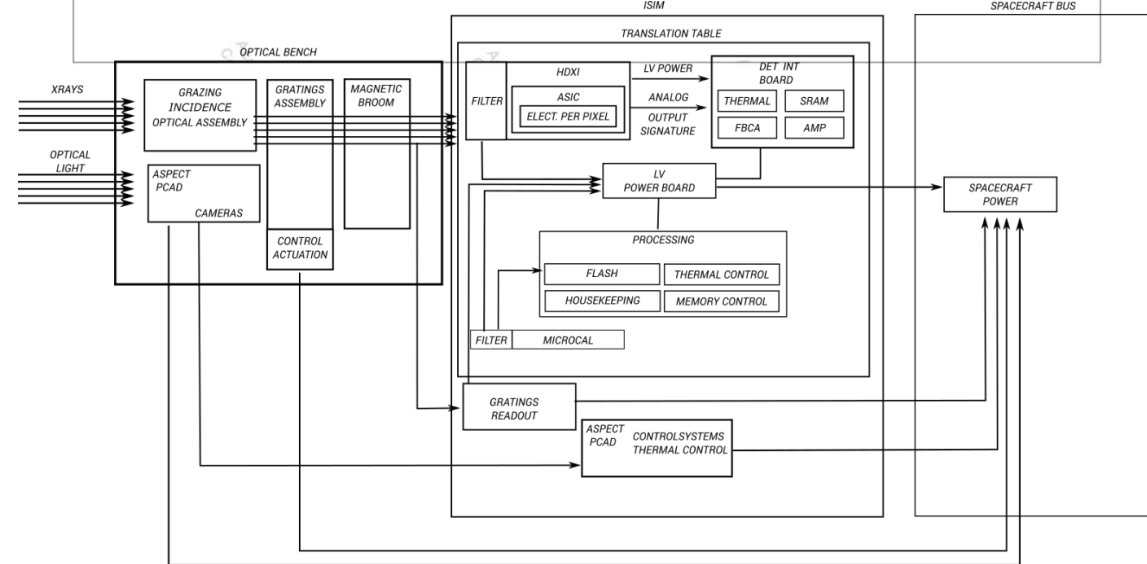 ISIM
SPACECRAFT BUS
TRANSLATION TABLE
OPTICAL BENCH
XRAYS
GRAZING
INCIDENCE
OPTICAL ASSEMBLY
GRATINGS
ASSEMBLY
MAGNETIC
BROOM
OPTICAL
LIGHT
ASPECT
PCAD
CAMERAS
CONTROL
ACTUATION
FILTER
HDXI
ASIC
ELECT. PER PIXEL
LV POWER
ANALOG
OUTPUT
SIGNATURE
DET INT
BOARD
THERMAL
SRAM
FBCA
AMP
LV
POWER BOARD
SPACECRAFT
POWER
PROCESSING
FLASH
THERMAL CONTROL
HOUSEKEEPING
MEMORY CONTROL
FILTER
MICROCAL
GRATINGS
READOUT
ASPECT
PCAD
CONTROLSYSTEMS
THERMAL CONTROL